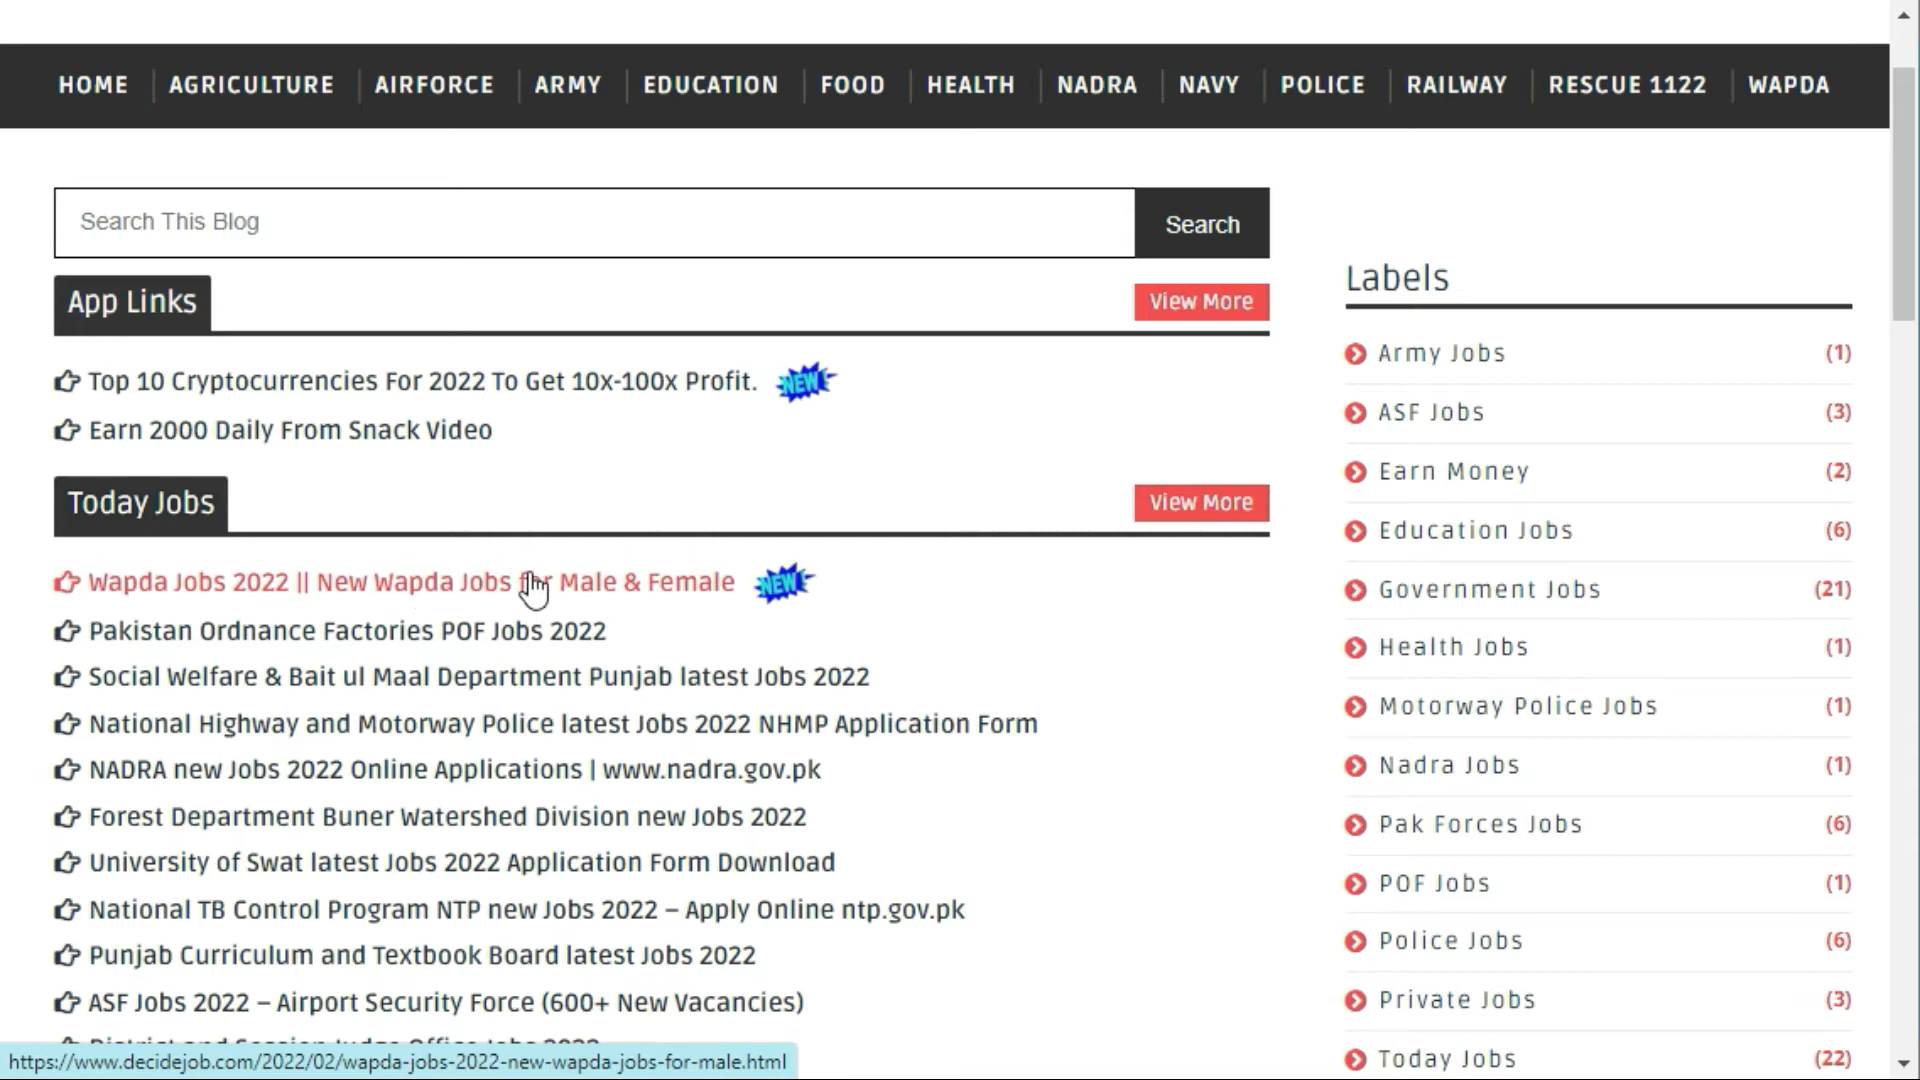 HOME AGRICULTURE AIRFORCE ARMY EDUCATION FOOD HEALTH NADRA NAVY POLICE RAILWAY RESCUE 1122 WAPDA
Search This Blog Search
App Links View More
Top 10 Cryptocurrencies For 2022 To Get 10x-100x Profit. NEW
Earn 2000 Daily From Snack Video
Today Jobs View More
Wapda Jobs 2022 || New Wapda Jobs for Male & Female NEW
Pakistan Ordnance Factories POF Jobs 2022
Social Welfare & Bait ul Maal Department Punjab latest Jobs 2022
National Highway and Motorway Police latest Jobs 2022 NHMP Application Form
NADRA new Jobs 2022 Online Applications | www.nadra.gov.pk
Forest Department Buner Watershed Division new Jobs 2022
University of Swat latest Jobs 2022 Application Form Download
National TB Control Program NTP new Jobs 2022 – Apply Online ntp.gov.pk
Punjab Curriculum and Textbook Board latest Jobs 2022
ASF Jobs 2022 – Airport Security Force (600+ New Vacancies)
District and Session Judge Office Jobs 2022
https://www.decidejob.com/2022/02/wapda-jobs-2022-new-wapda-jobs-for-male.html
Labels
Army Jobs (1)
ASF Jobs (3)
Earn Money (2)
Education Jobs (6)
Government Jobs (21)
Health Jobs (1)
Motorway Police Jobs (1)
Nadra Jobs (1)
Pak Forces Jobs (6)
POF Jobs (1)
Police Jobs (6)
Private Jobs (3)
Today Jobs (22)